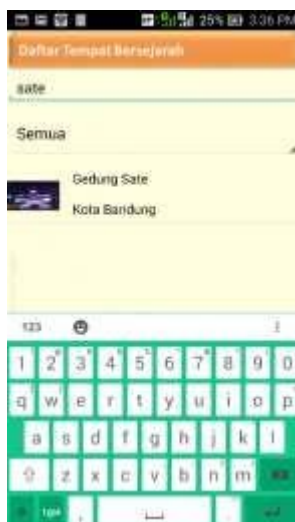 25% 3:36 PM
Daftar Tempat Bersejarah
sate
Semua
Gedung Sate
Kota Bandung
123
1 2 3 4 5 6 7 8 9 0
q w e r t y u i o p
a s d f g h j k l
z x c v b n m